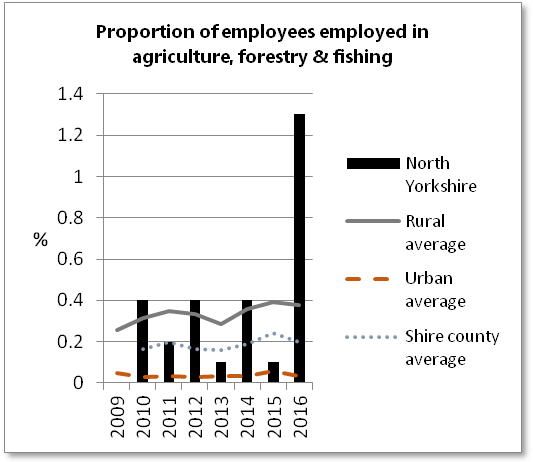 Proportion of employees employed in
agriculture, forestry & fishing
1.4
1.2
1
0.8
0.6
0.4
0.2
0
%
2009
2010
2011
2012
2013
2014
2015
2016
North
Yorkshire
Rural
average
Urban
average
Shire county
average